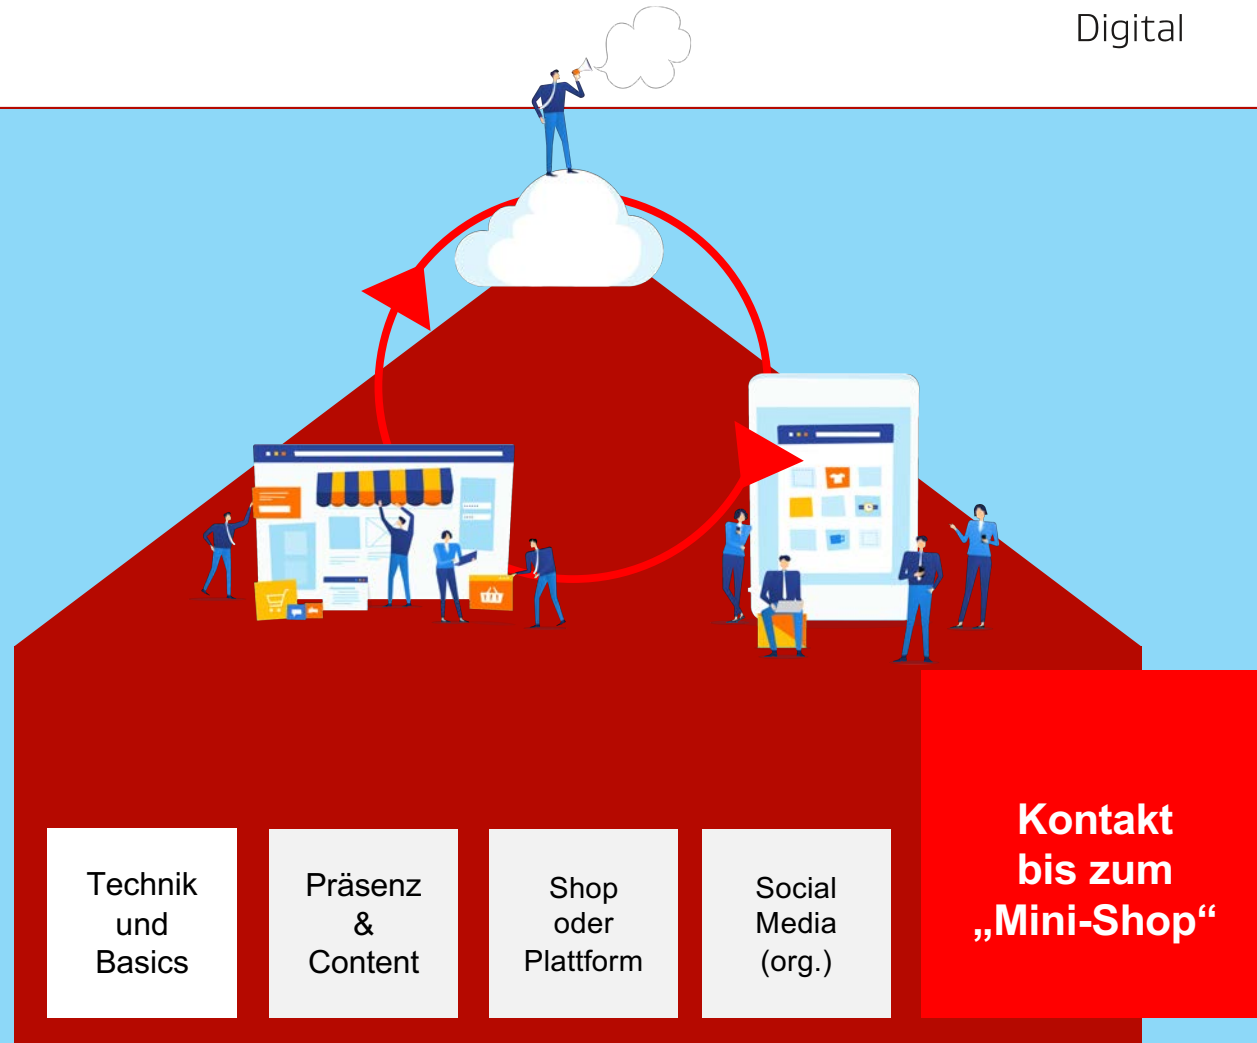 Digital
Technik
und
Basics
Präsenz
&
Content
Shop
oder
Plattform
Social
Media
(org.)
Kontakt
bis zum
„Mini-Shop“